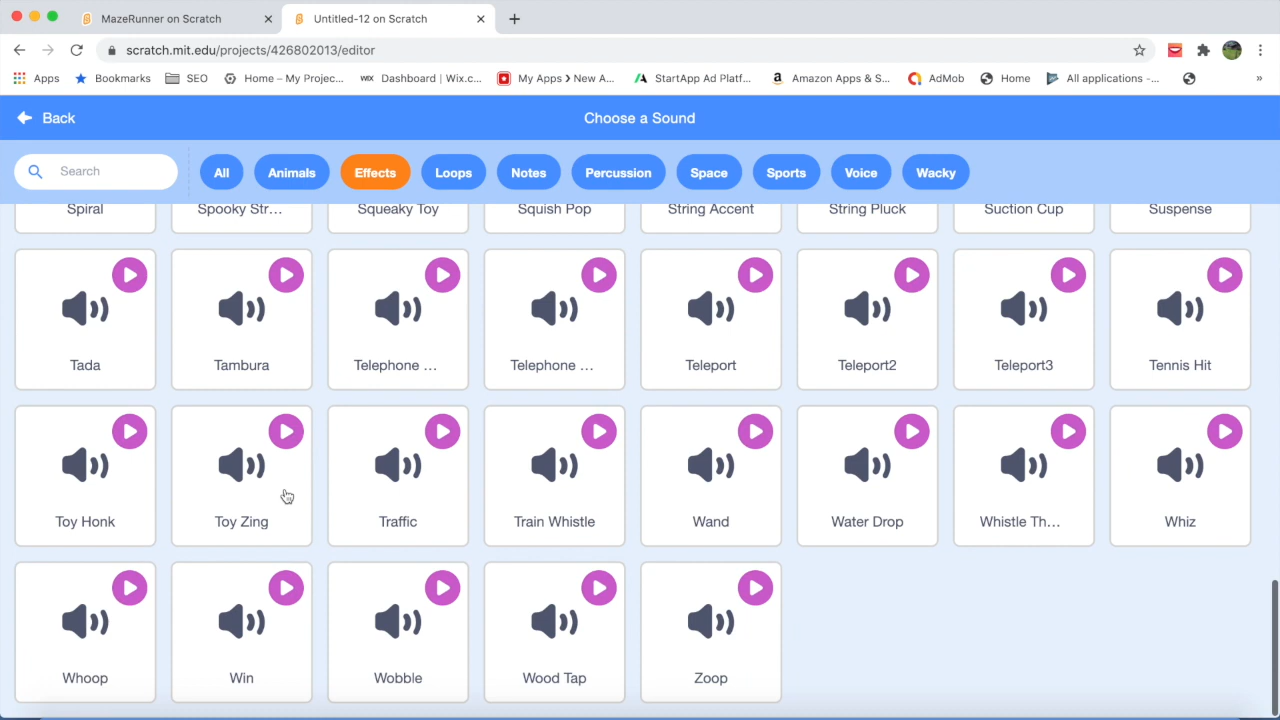 MazeRunner on Scratch
Untitled-12 on Scratch
scratch.mit.edu/projects/426802013/editor
Apps Bookmarks SEO Home – My Projec... WIX Dashboard | Wix.c... My Apps > New A... StartApp Ad Platf... Amazon Apps & S... AdMob Home All applications -... »
Back
Choose a Sound
Search All Animals Effects Loops Notes Percussion Space Sports Voice Wacky
Spiral Spooky Str... Squeaky Toy Squish Pop String Accent String Pluck Suction Cup Suspense
Tada Tambura Telephone ... Telephone ... Teleport Teleport2 Teleport3 Tennis Hit
Toy Honk Toy Zing Traffic Train Whistle Wand Water Drop Whistle Th... Whiz
Whoop Win Wobble Wood Tap Zoop